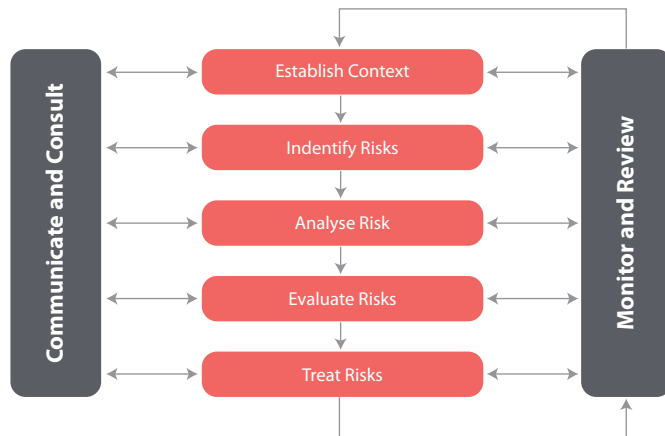 Communicate and Consult
Establish Context
Indentify Risks
Analyse Risk
Evaluate Risks
Treat Risks
Monitor and Review